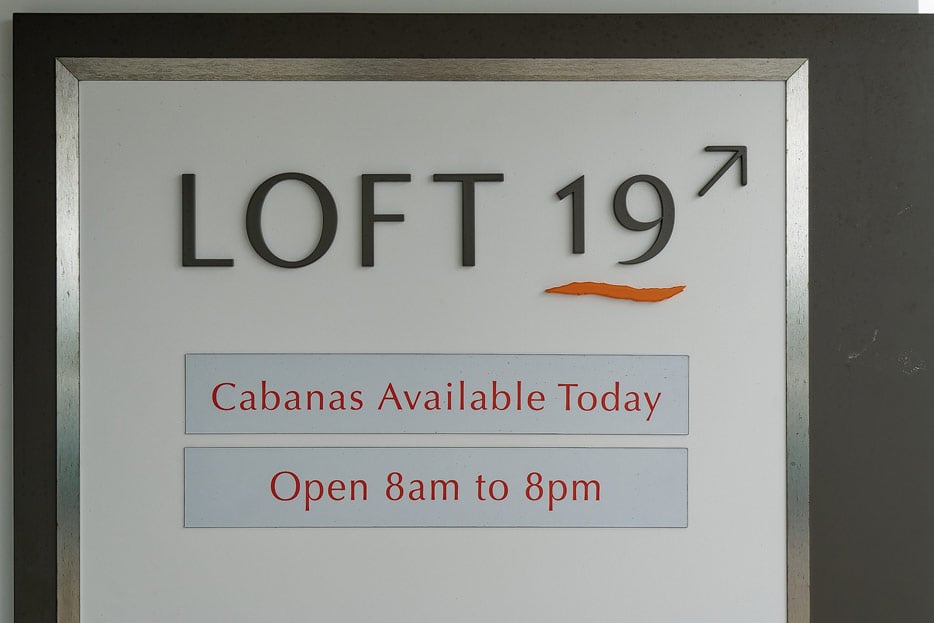 LOFT 19
Cabanas Available Today
Open 8am to 8pm